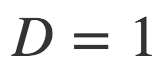 D = 1